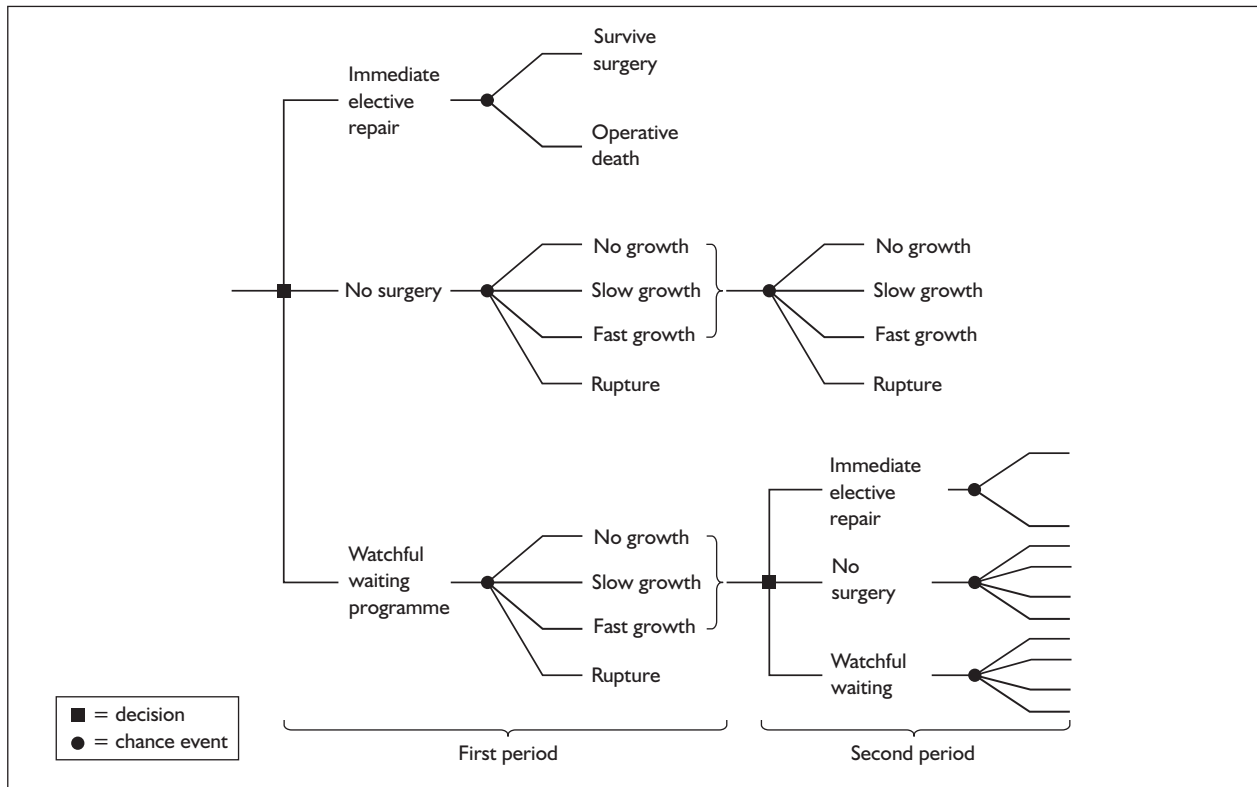 Immediate
elective
repair
Survive
surgery
Operative
death
No surgery
No growth
Slow growth
Fast growth
Rupture
No growth
Slow growth
Fast growth
Rupture
Watchful
waiting
programme
No growth
Slow growth
Fast growth
Rupture
Immediate
elective
repair
No
surgery
Watchful
waiting
= decision
= chance event
First period
Second period